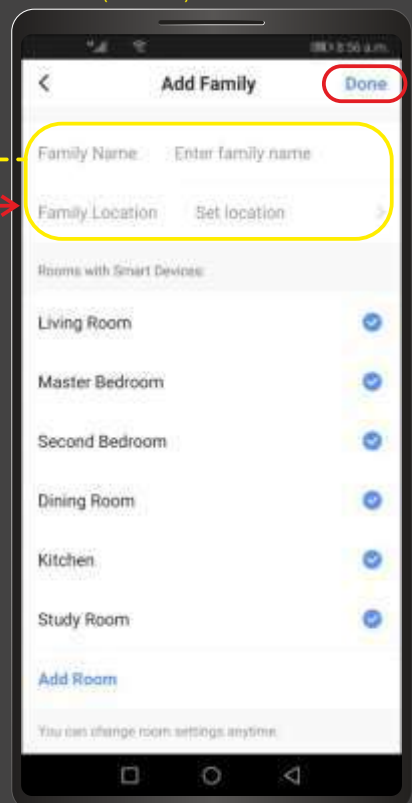 8:56 a.m.
Add Family
Done
Family Name Enter family name
Family Location Set location
Rooms with Smart Devices:
Living Room
Master Bedroom
Second Bedroom
Dining Room
Kitchen
Study Room
Add Room
You can change room settings anytime.